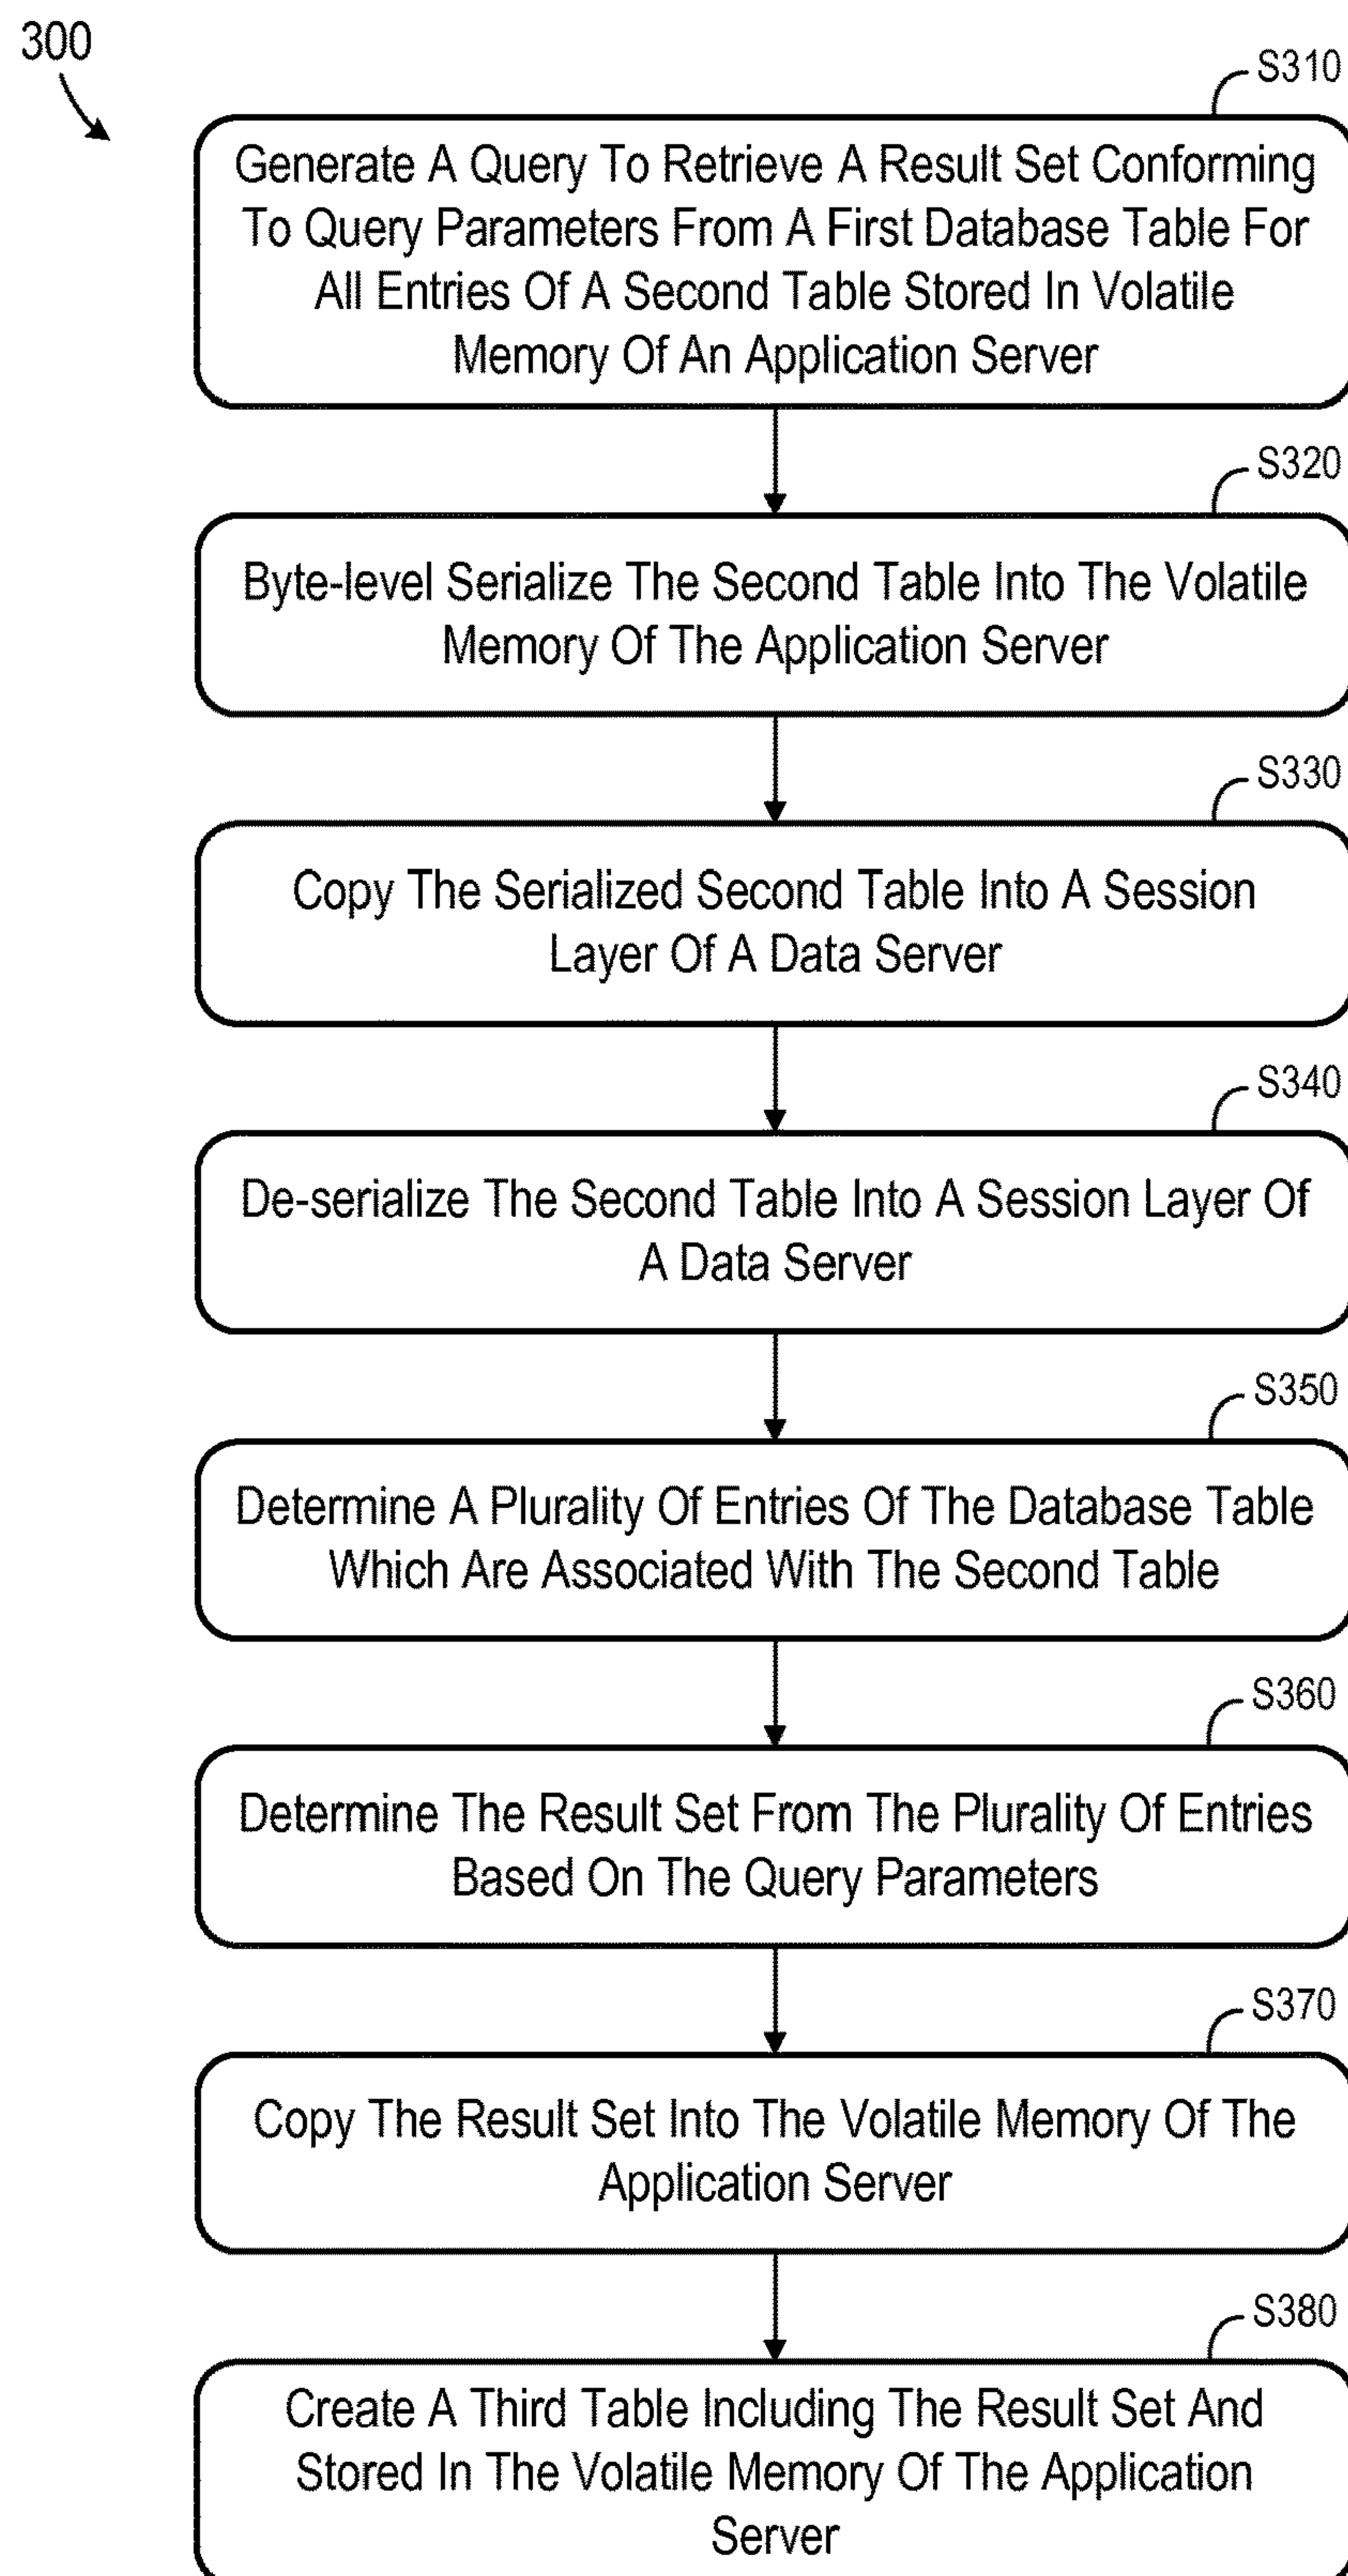 300
S310
Generate A Query To Retrieve A Result Set Conforming
To Query Parameters From A First Database Table For
All Entries Of A Second Table Stored In Volatile
Memory Of An Application Server
S320
Byte-level Serialize The Second Table Into The Volatile
Memory Of The Application Server
S330
Copy The Serialized Second Table Into A Session
Layer Of A Data Server
S340
De-serialize The Second Table Into A Session Layer Of
A Data Server
S350
Determine A Plurality Of Entries Of The Database Table
Which Are Associated With The Second Table
S360
Determine The Result Set From The Plurality Of Entries
Based On The Query Parameters
S370
Copy The Result Set Into The Volatile Memory Of The
Application Server
S380
Create A Third Table Including The Result Set And
Stored In The Volatile Memory Of The Application
Server